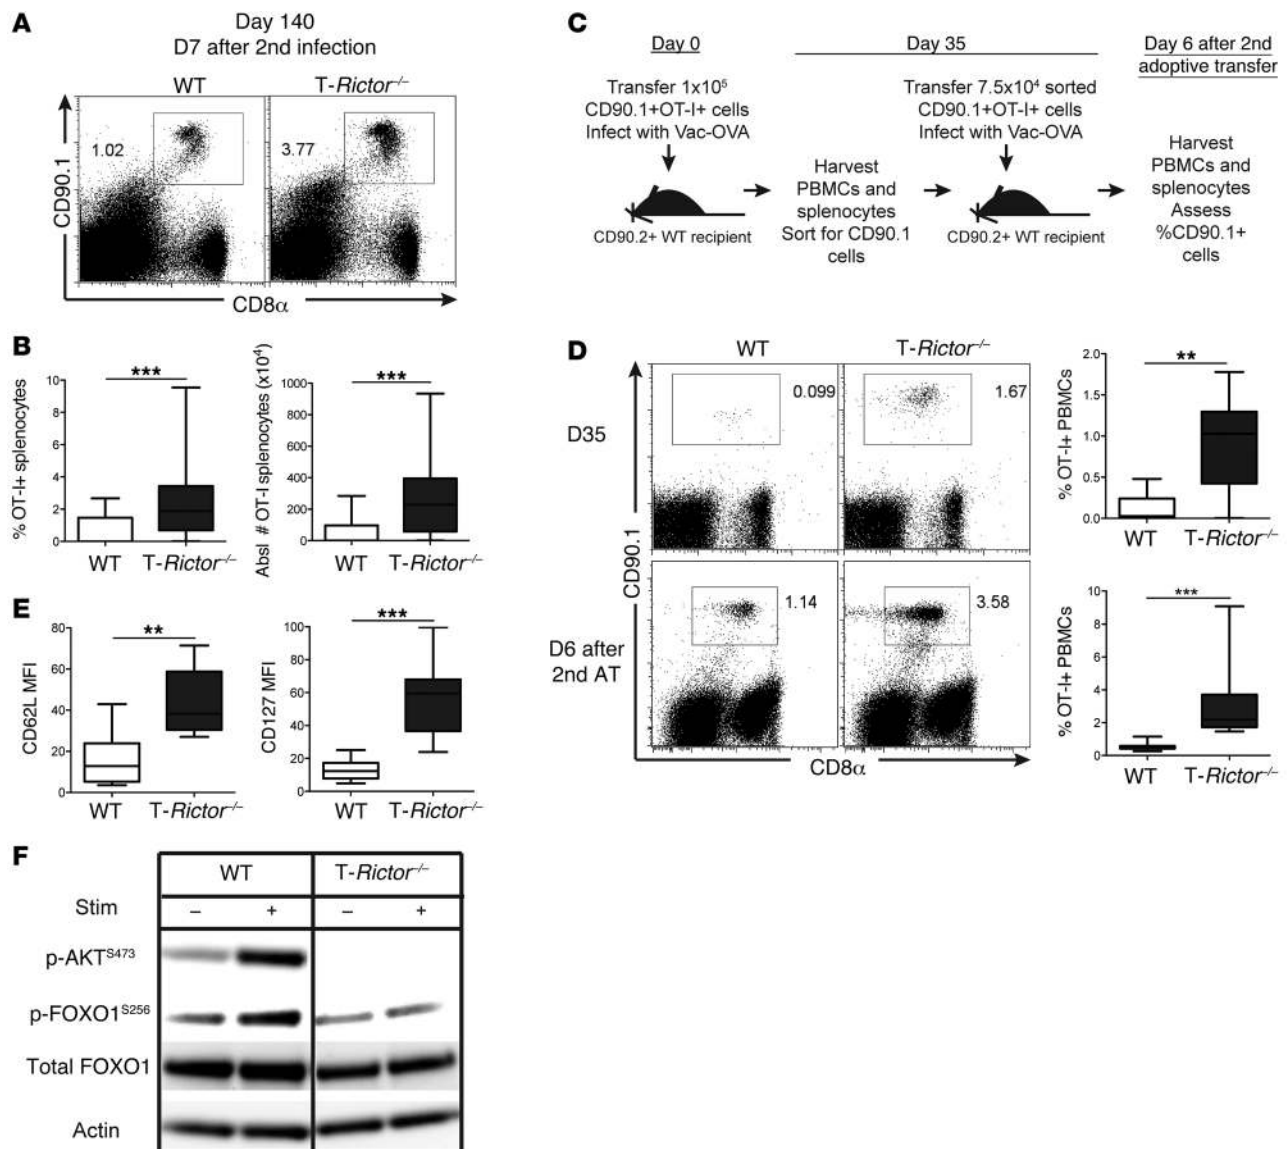 A
Day 140
D7 after 2nd infection
WT
T-Rictor⁻/⁻
1.02
3.77
CD90.1
CD8α
B
***
% OT-I+ splenocytes
10
8
6
4
2
0
WT
T-Rictor⁻/⁻
***
Absl # OT-I splenocytes (x10⁴)
1000
800
600
400
200
0
WT
T-Rictor⁻/⁻
C
Day 0
Day 35
Day 6 after 2nd
adoptive transfer
Transfer 1x10⁵
CD90.1+OT-I+ cells
Infect with Vac-OVA
CD90.2+ WT recipient
Harvest
PBMCs and
splenocytes
Sort for CD90.1
cells
Transfer 7.5x10⁴ sorted
CD90.1+OT-I+ cells
Infect with Vac-OVA
CD90.2+ WT recipient
Harvest
PBMCs and
splenocytes
Assess
%CD90.1+
cells
D
WT
T-Rictor⁻/⁻
D35
0.099
1.67
D6 after
2nd AT
1.14
3.58
CD90.1
CD8α
**
% OT-I+ PBMCs
2.0
1.5
1.0
0.5
0.0
WT
T-Rictor⁻/⁻
***
% OT-I+ PBMCs
10
8
6
4
2
0
WT
T-Rictor⁻/⁻
E
**
CD62L MFI
80
60
40
20
0
WT
T-Rictor⁻/⁻
***
CD127 MFI
100
80
60
40
20
0
WT
T-Rictor⁻/⁻
F
WT
T-Rictor⁻/⁻
Stim
– + – +
p-AKTS473
p-FOXO1S256
Total FOXO1
Actin